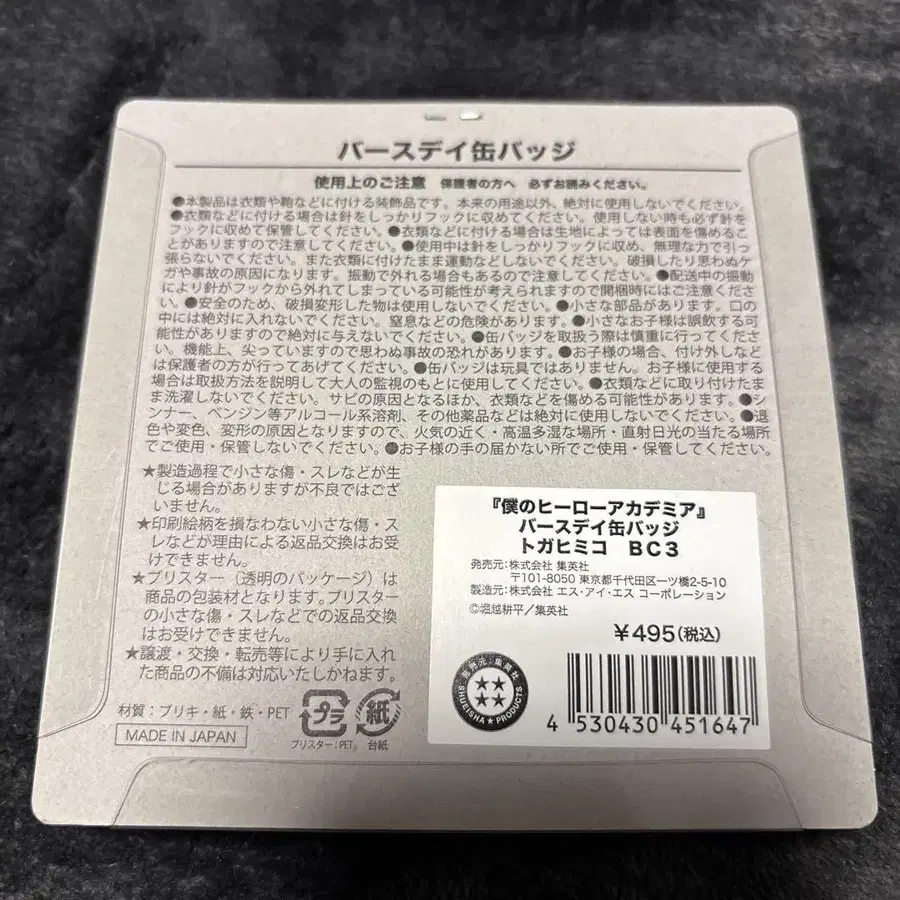 バースデイ缶バッジ
使用上のご注意 保護者の方へ 必ずお読みください。
●本製品は衣類や鞄などに付ける装飾品です。本来の用途以外、絶対に使用しないでください。
●衣類などに付ける場合は針をしっかりフックに収めてください。使用しない時も必ず針を
フックに収めて保管してください。●衣類などに付ける場合は生地によっては表面を傷めるこ
とがありますので注意してください。●使用中は針をしっかりフックに収め、無理な力で引っ
張らないでください。また衣類に付けたまま運動などしないでください。破損したり思わぬケ
ガや事故の原因になります。振動で外れる場合もあるので注意してください。●配送中の振動
により針がフックから外れてしまっている可能性が考えられますので開梱時にはご注意くださ
い。●安全のため、破損変形した物は使用しないでください。●小さな部品があります。口の
中には絶対に入れないでください。窒息などの危険があります。●小さなお子様は誤飲する可
能性がありますので絶対に与えないでください。●缶バッジを取扱う際は慎重に行ってくださ
い。機能上、尖っていますので思わぬ事故の恐れがあります。●お子様の場合、付け外しなど
は保護者の方が行ってあげてください。●缶バッジは玩具ではありません。お子様に使用する
場合は取扱方法を説明して大人の監視のもとに使用してください。●衣類などに取り付けたま
ま洗濯しないでください。サビの原因となるほか、衣類などを傷める可能性があります。●シ
ンナー、ベンジン等アルコール系溶剤、その他薬品などは絶対に使用しないでください。●退
色や変色、変形の原因となりますので、火気の近く・高温多湿な場所・直射日光の当たる場所
でご使用・保管しないでください。●お子様の手の届かない所でご使用・保管してください。
★製造過程で小さな傷・スレなどが生
じる場合がありますが不良ではござ
いません。
★印刷絵柄を損なわない小さな傷・ス
レなどが理由による返品交換はお受
けできません。
★ブリスター（透明のパッケージ）は
商品の包装材となります。ブリスター
の小さな傷・スレなどでの返品交換
はお受けできません。
★譲渡・交換・転売等により手に入れ
た商品の不備は対応いたしかねます。
材質：ブリキ・紙・鉄・PET
MADE IN JAPAN
プラ
ブリスター：PET
紙
台紙
『僕のヒーローアカデミア』
バースデイ缶バッジ
トガヒミコ BC3
発売元：株式会社 集英社
〒101-8050 東京都千代田区一ツ橋2-5-10
製造元：株式会社 エス・アイ・エス コーポレーション
©堀越耕平／集英社
¥495(税込)
発売元：集英社
SHUEISHA★PRODUCTS
4 530430 451647